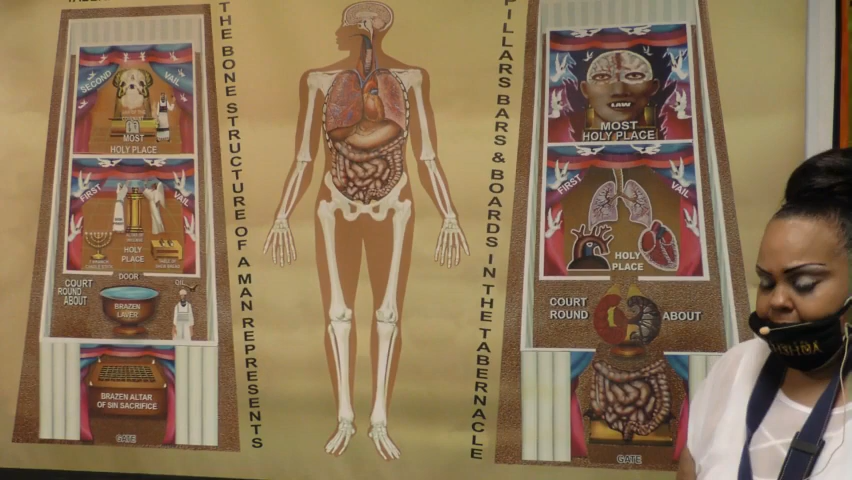 THE BONE STRUCTURE OF A MAN REPRESENTS
PILLARS BARS & BOARDS IN THE TABERNACLE
SECOND VAIL
MOST
HOLY PLACE
FIRST
VAIL
HOLY
PLACE
DOOR
COURT
ROUND
ABOUT
OIL
BRAZEN
LAVER
BRAZEN ALTAR
OF SIN SACRIFICE
GATE
LAW
MOST
HOLY PLACE
FIRST
VAIL
HOLY
PLACE
COURT
ROUND
ABOUT
GATE